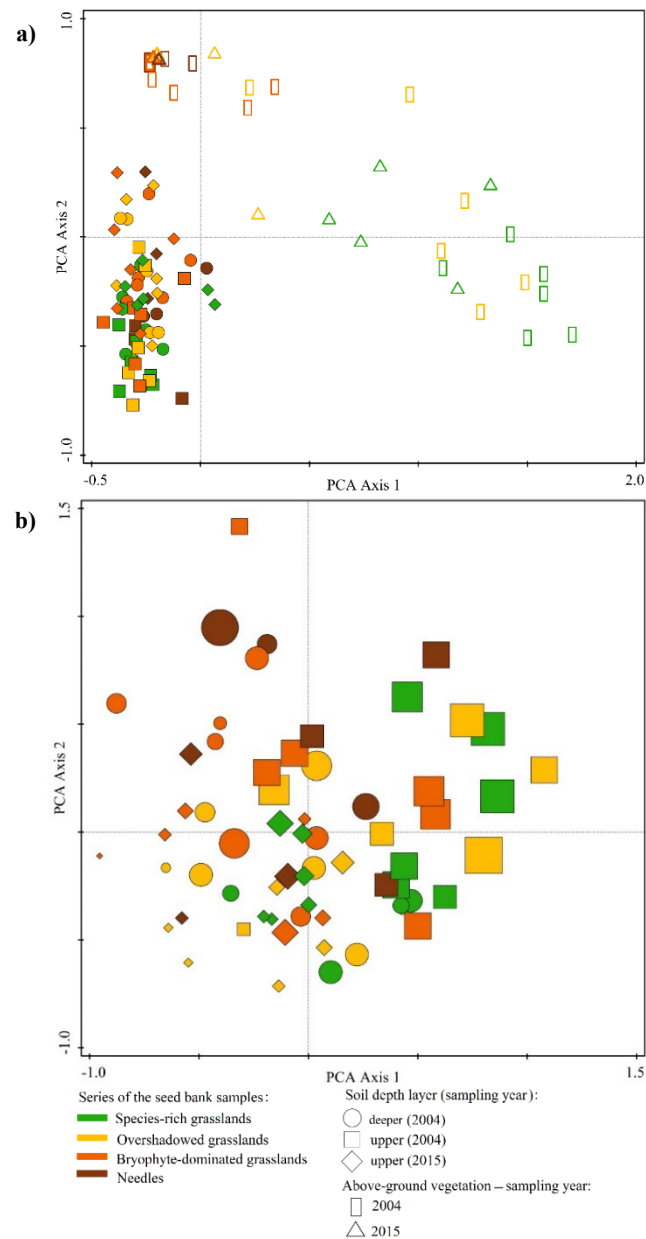 a)
1.0
PCA Axis 2
-1.0
-0.5
PCA Axis 1
2.0
b)
1.5
PCA Axis 2
-1.0
-1.0
PCA Axis 1
1.5
Series of the seed bank samples:
Species-rich grasslands
Overshadowed grasslands
Bryophyte-dominated grasslands
Needles
Soil depth layer (sampling year):
deeper (2004)
upper (2004)
upper (2015)
Above-ground vegetation – sampling year:
2004
2015